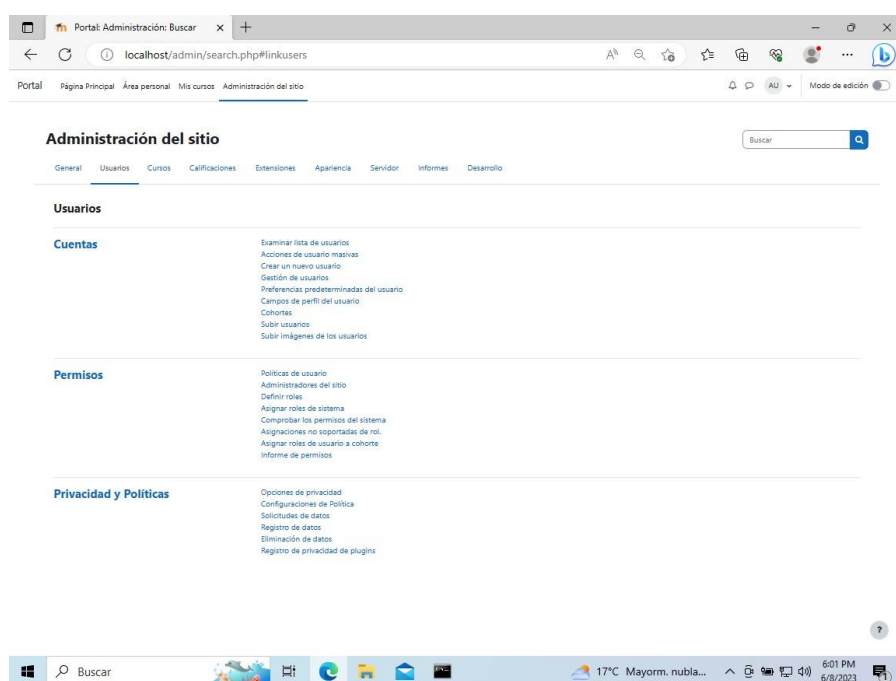 Portal: Administración: Buscar
localhost/admin/search.php#linkusers
Portal Página Principal Área personal Mis cursos Administración del sitio AU Modo de edición
Administración del sitio
Buscar
General Usuarios Cursos Calificaciones Extensiones Apariencia Servidor Informes Desarrollo
Usuarios
Cuentas
Examinar lista de usuarios
Acciones de usuario masivas
Crear un nuevo usuario
Gestión de usuarios
Preferencias predeterminadas del usuario
Campos de perfil del usuario
Cohortes
Subir usuarios
Subir imágenes de los usuarios
Permisos
Políticas de usuario
Administradores del sitio
Definir roles
Asignar roles de sistema
Comprobar los permisos del sistema
Asignaciones no soportadas de rol.
Asignar roles de usuario a cohorte
Informe de permisos
Privacidad y Políticas
Opciones de privacidad
Configuraciones de Política
Solicitudes de datos
Registro de datos
Eliminación de datos
Registro de privacidad de plugins
?
Buscar
17°C Mayorm. nubla...
6:01 PM
6/8/2023